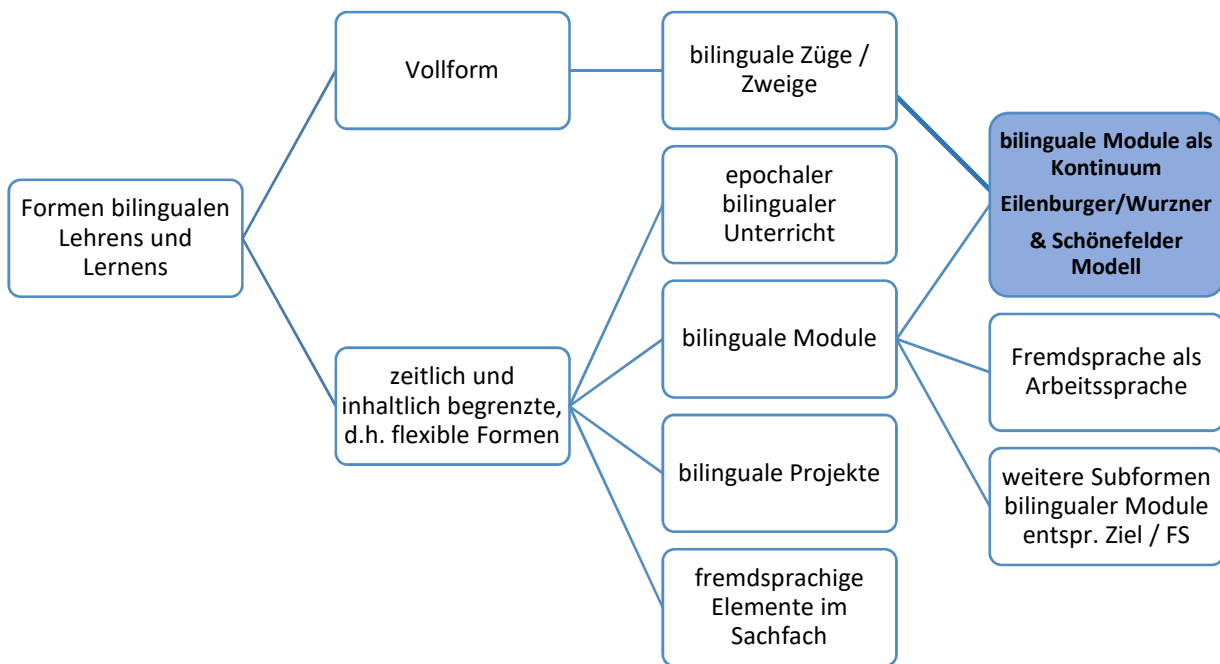 Formen bilingualen
Lehrens und
Lernens
Vollform
zeitlich und
inhaltlich begrenzte,
d.h. flexible Formen
bilinguale Züge /
Zweige
epochaler
bilingualer
Unterricht
bilinguale Module
bilinguale Projekte
fremdsprachige
Elemente im
Sachfach
bilinguale Module als
Kontinuum
Eilenburger/Wurzner
& Schönefelder
Modell
Fremdsprache als
Arbeitssprache
weitere Subformen
bilingualer Module
entspr. Ziel / FS